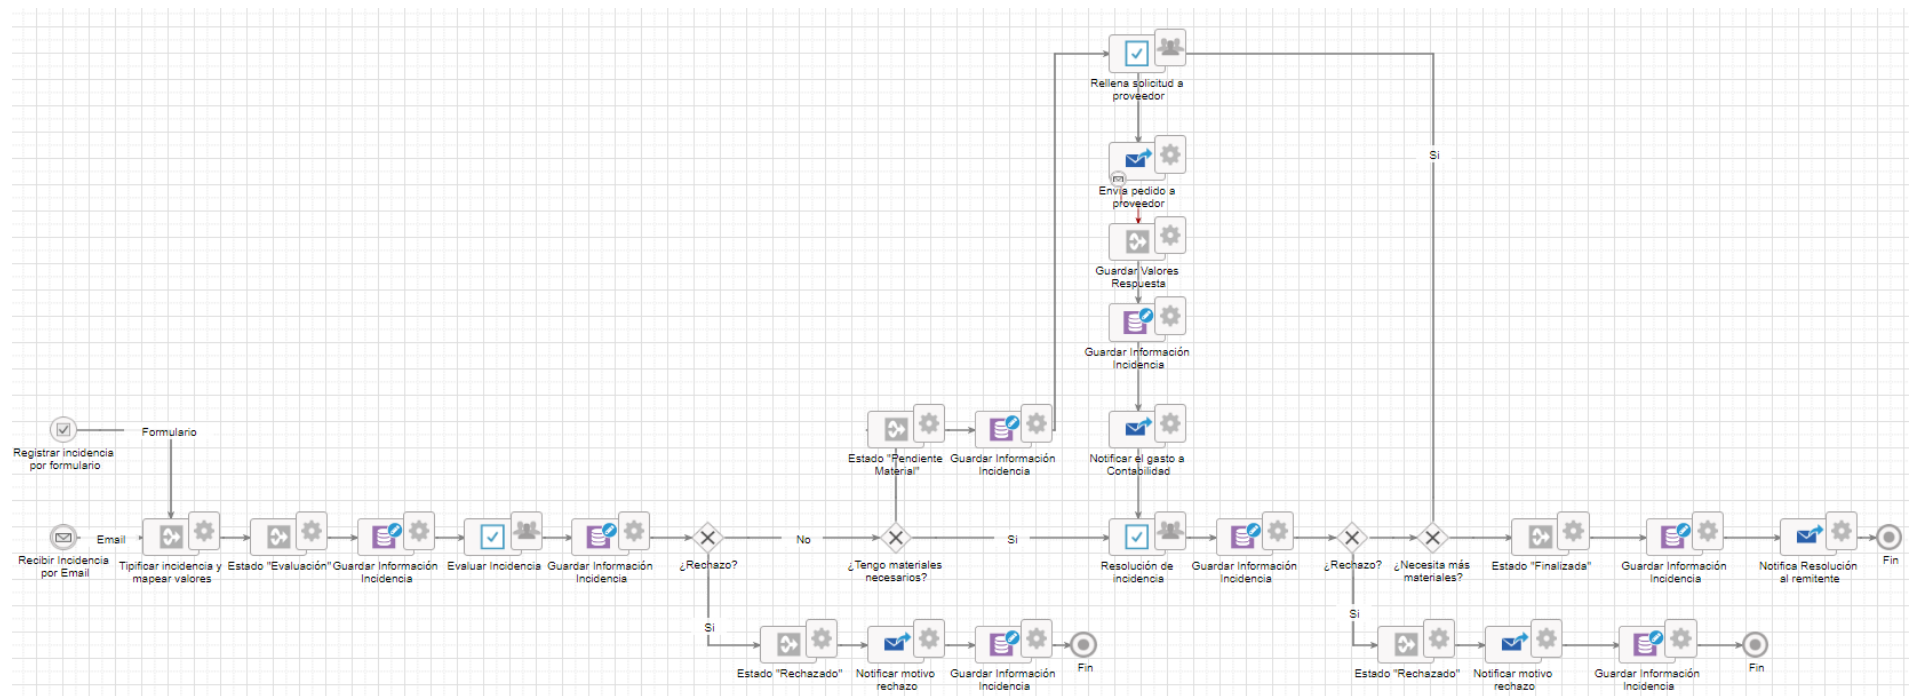 Rellena solicitud a
proveedor
Si
Envía pedido a
proveedor
Guardar Valores
Respuesta
Guardar Información
Incidencia
Registrar incidencia
por formulario
Formulario
Estado "Pendiente
Material"
Guardar Información
Incidencia
Notificar el gasto a
Contabilidad
Recibir Incidencia
por Email
Email
Tipificar incidencia y
mapear valores
Estado "Evaluación"
Guardar Información
Incidencia
Evaluar Incidencia
Guardar Información
Incidencia
¿Rechazo?
No
¿Tengo materiales
necesarios?
Si
Resolución de
incidencia
Guardar Información
Incidencia
¿Rechazo?
¿Necesita más
materiales?
Estado "Finalizada"
Guardar Información
Incidencia
Notifica Resolución
al remitente
Fin
Si
Estado "Rechazado"
Notificar motivo
rechazo
Guardar Información
Incidencia
Fin
Si
Estado "Rechazado"
Notificar motivo
rechazo
Guardar Información
Incidencia
Fin